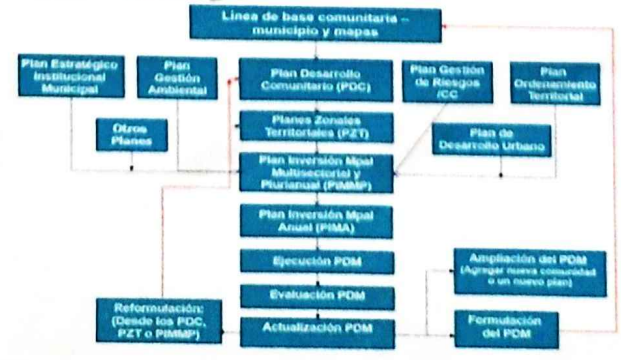 Línea de base comunitaria –
municipio y mapas
Plan Estratégico
Institucional
Municipal
Plan
Gestión
Ambiental
Plan Desarrollo
Comunitario (PDC)
Plan Gestión
de Riesgos
/CC
Plan
Ordenamiento
Territorial
Otros
Planes
Planes Zonales
Territoriales (PZT)
Plan de
Desarrollo Urbano
Plan Inversión Mpal
Multisectorial y
Plurianual (PIMMP)
Plan Inversión Mpal
Anual (PIMA)
Ejecución PDM
Ampliación del PDM
(Agregar nueva comunidad
o un nuevo plan)
Evaluación PDM
Reformulación:
(Desde los PDC,
PZT o PIMMP)
Actualización PDM
Formulación
del PDM